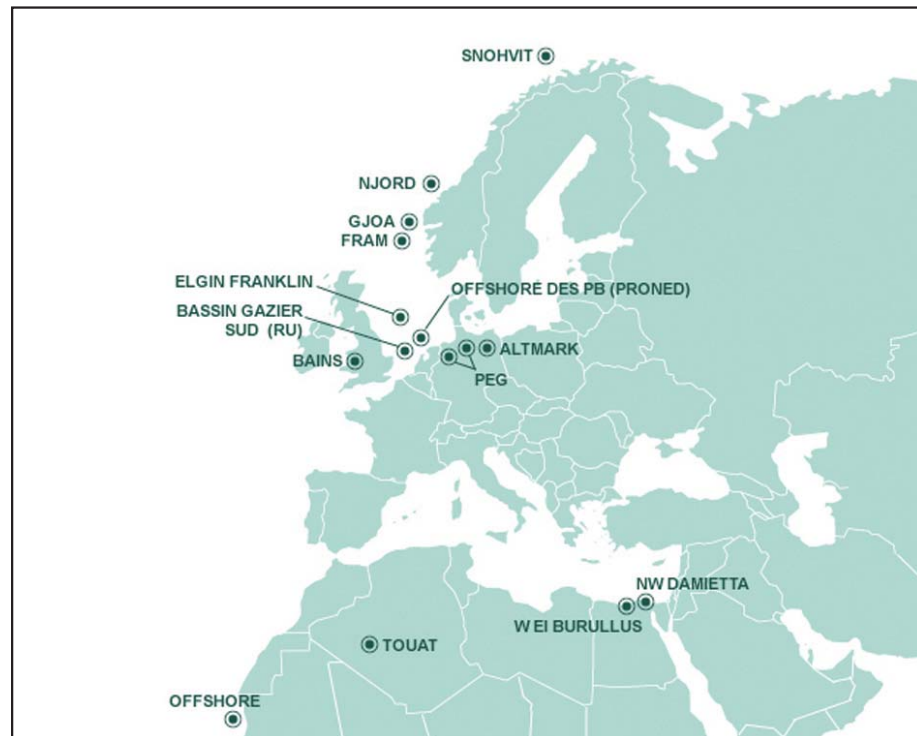 SNOHVIT
NJORD
GJOA
FRAM
ELGIN FRANKLIN
OFFSHORE DES PB (PRONED)
BASSIN GAZIER
SUD (RU)
BAINS
ALTMARK
PEG
NW DAMIETTA
W EI BURULLUS
TOUAT
OFFSHORE